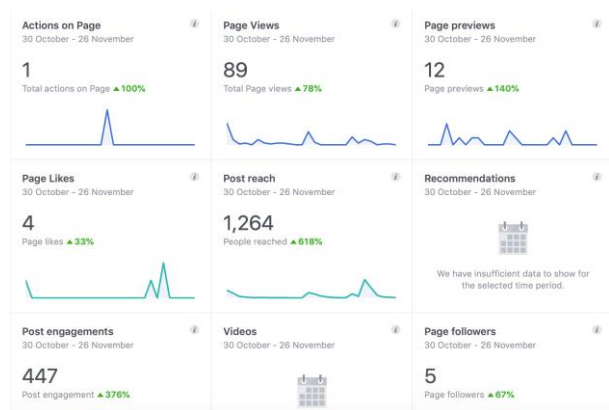 Actions on Page
30 October - 26 November
1
Total actions on Page ▲100%
Page Views
30 October - 26 November
89
Total Page views ▲78%
Page previews
30 October - 26 November
12
Page previews ▲140%
Page Likes
30 October - 26 November
4
Page likes ▲33%
Post reach
30 October - 26 November
1,264
People reached ▲618%
Recommendations
30 October - 26 November
We have insufficient data to show for
the selected time period.
Post engagements
30 October - 26 November
447
Post engagement ▲376%
Videos
30 October - 26 November
Page followers
30 October - 26 November
5
Page followers ▲67%